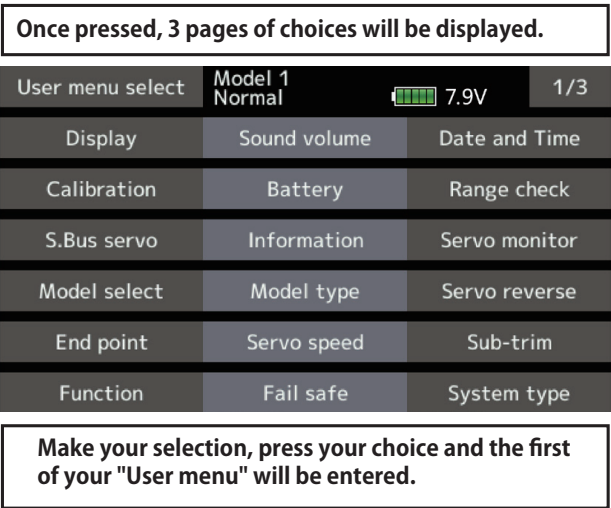 Once pressed, 3 pages of choices will be displayed.
User menu select Model 1 Normal 7.9V 1/3
Display Sound volume Date and Time
Calibration Battery Range check
S.Bus servo Information Servo monitor
Model select Model type Servo reverse
End point Servo speed Sub-trim
Function Fail safe System type
Make your selection, press your choice and the first
of your "User menu" will be entered.